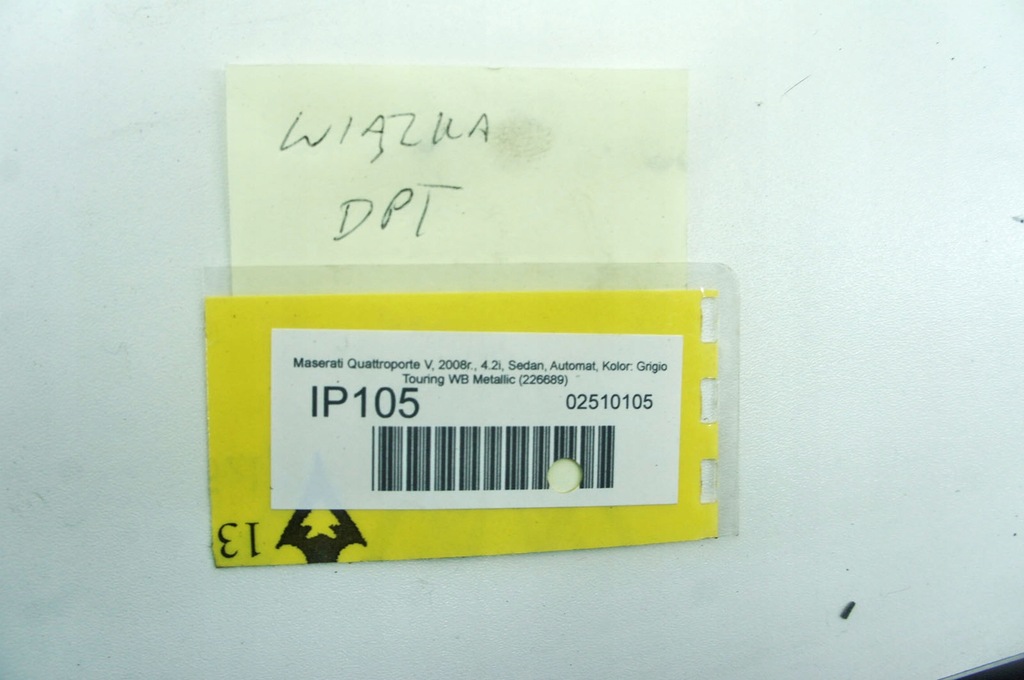 WIĄZKA
DPT
Maserati Quattroporte V, 2008r., 4.2i, Sedan, Automat, Kolor: Grigio
Touring WB Metallic (226689)
IP105
02510105
13